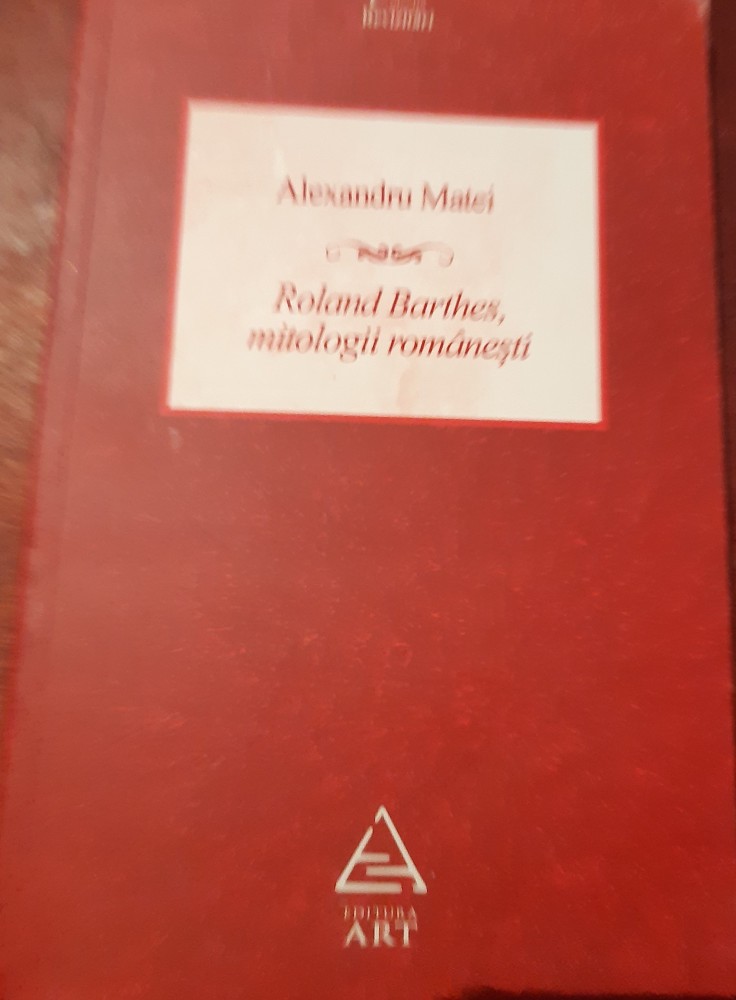 Alexandru Matei
Roland Barthes,
mitologii românești
EDITURA
ART